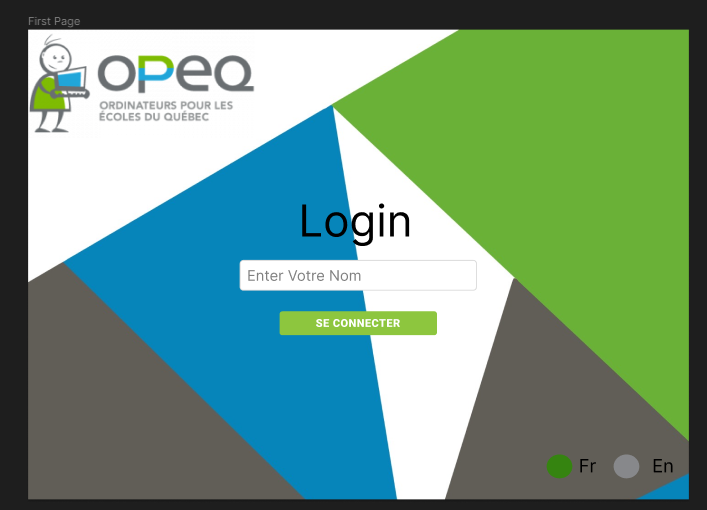 First Page
OPEQ
ORDINATEURS POUR LES
ÉCOLES DU QUÉBEC
Login
Enter Votre Nom
SE CONNECTER
Fr En